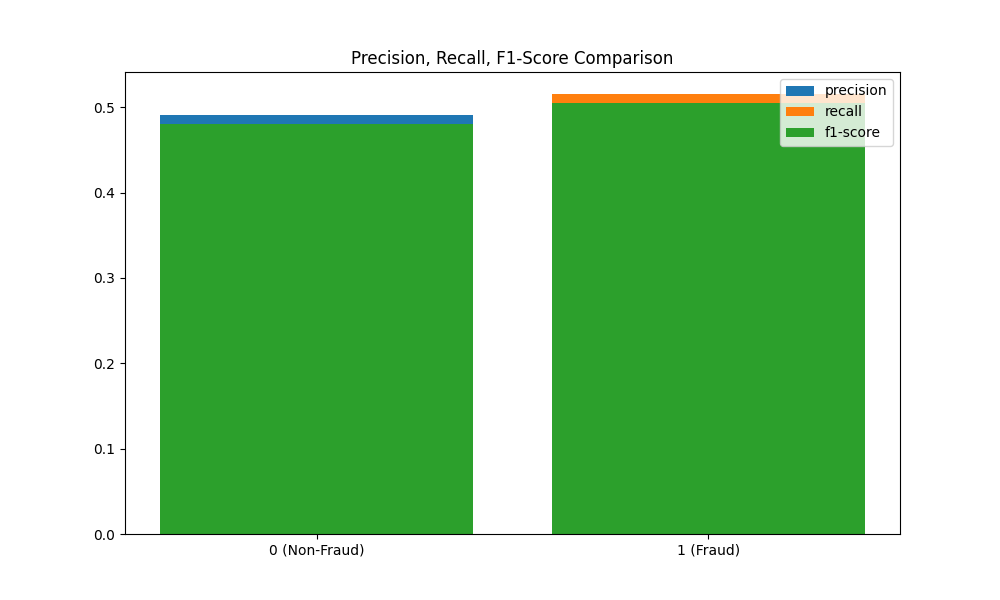 Precision, Recall, F1-Score Comparison
precision
recall
f1-score
0.5
0.4
0.3
0.2
0.1
0.0
0 (Non-Fraud)
1 (Fraud)